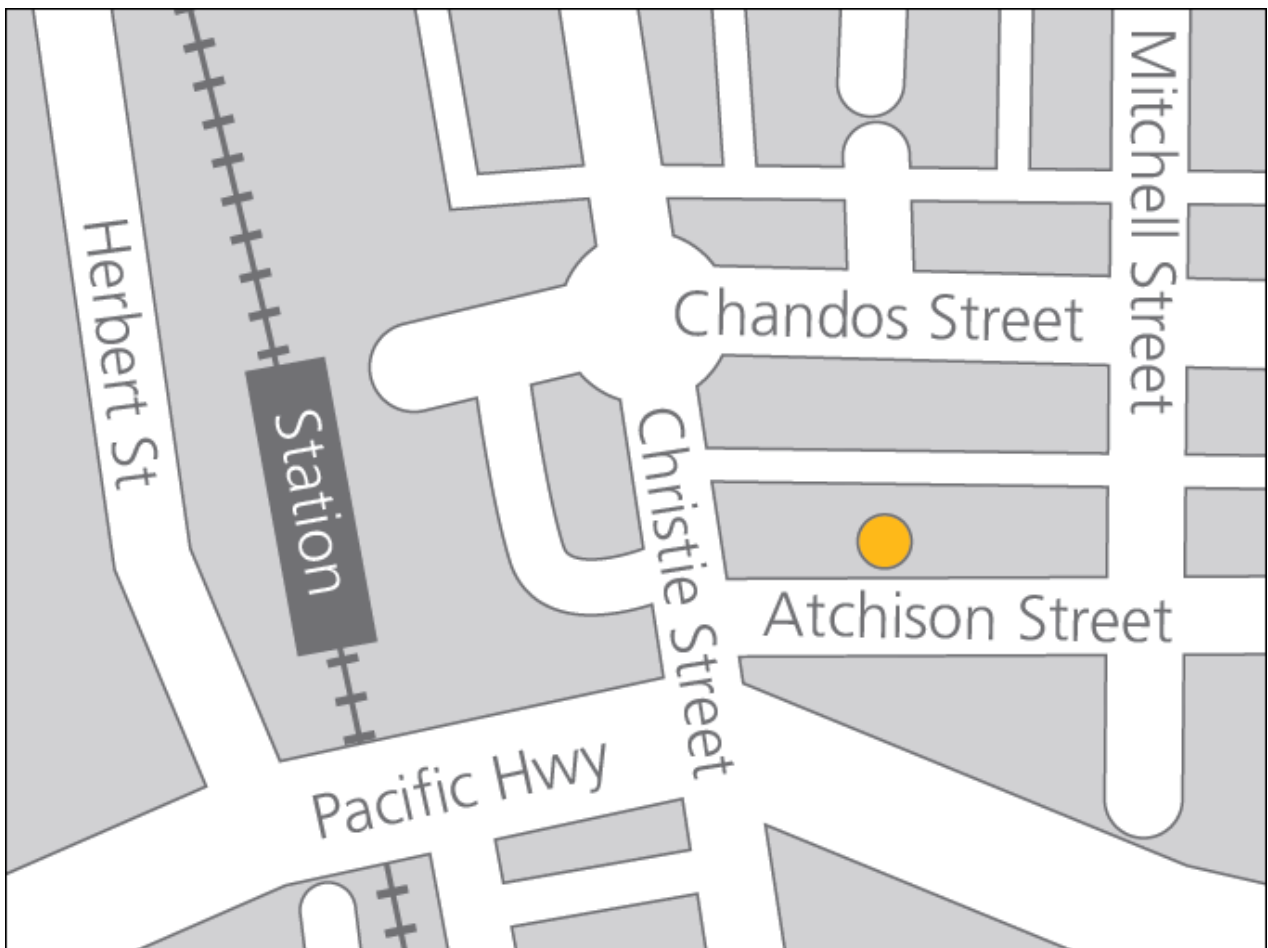 Mitchell Street
Herbert St
Chandos Street
Station
Christie Street
Atchison Street
Pacific Hwy